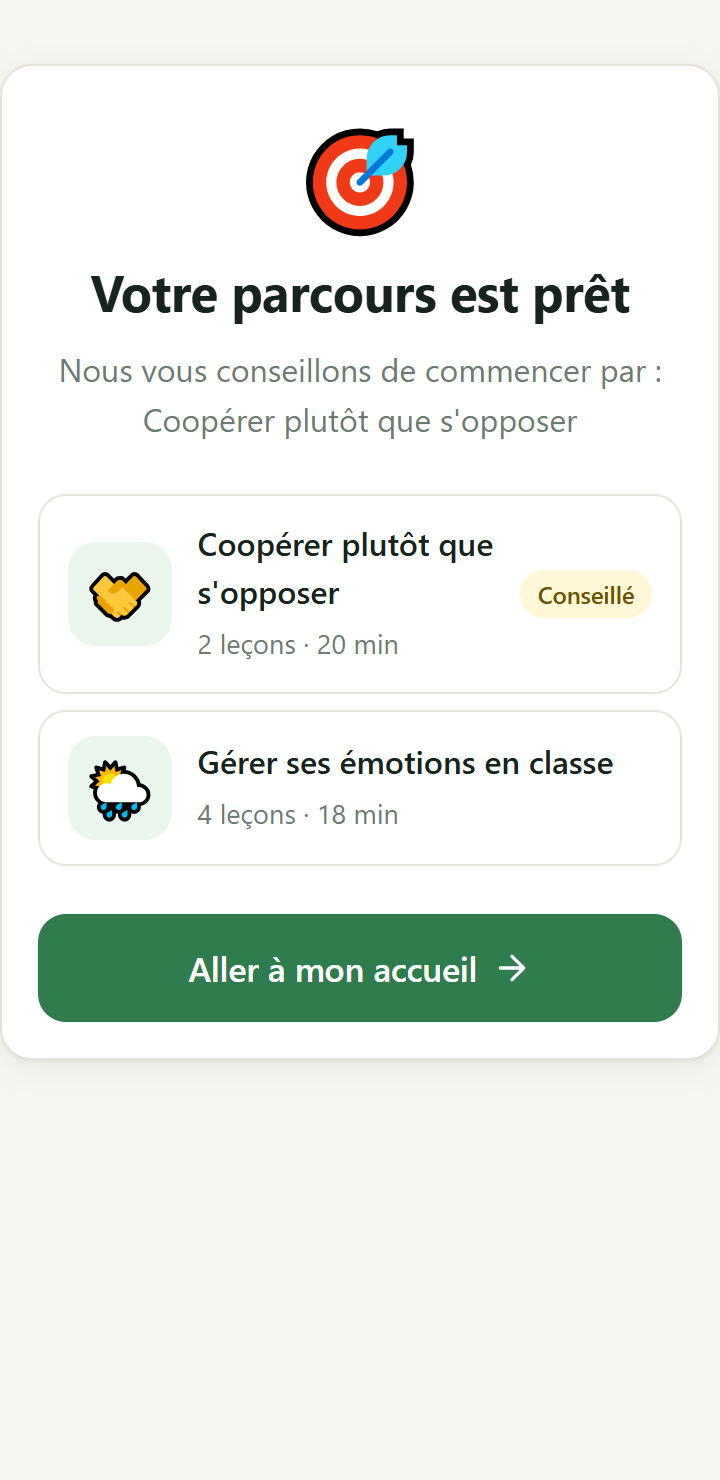 Votre parcours est prêt
Nous vous conseillons de commencer par :
Coopérer plutôt que s'opposer
Coopérer plutôt que
s'opposer
2 leçons · 20 min
Conseillé
Gérer ses émotions en classe
4 leçons · 18 min
Aller à mon accueil →